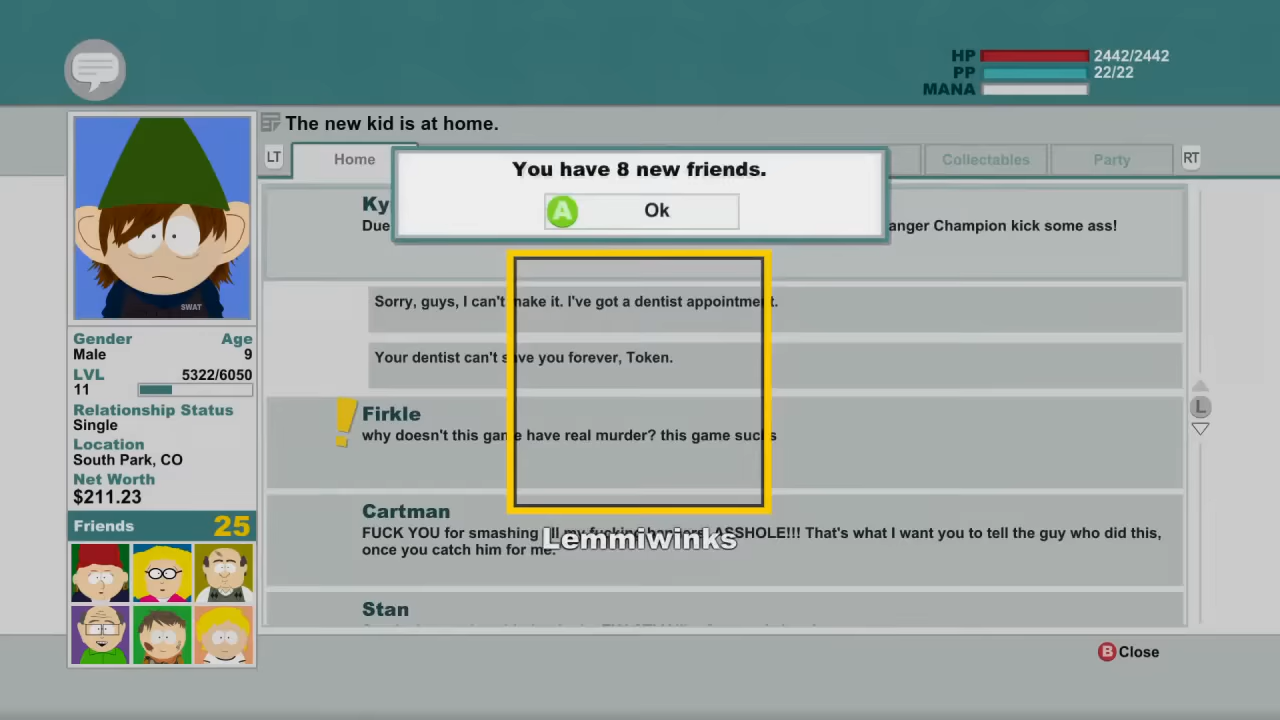 HP 2442/2442
PP 22/22
MANA
The new kid is at home.
LT Home Collectables Party RT
You have 8 new friends.
A Ok
Ky
Due anger Champion kick some ass!
Sorry, guys, I can't make it. I've got a dentist appointment.
Your dentist can't save you forever, Token.
Firkle
why doesn't this game have real murder? this game sucks
Cartman
FUCK YOU for smashing all my fucking ASSHOLE!!! That's what I want you to tell the guy who did this,
once you catch him for me.
Lemmiwinks
Stan
SWAT
Gender Age
Male 9
LVL 5322/6050
11
Relationship Status
Single
Location
South Park, CO
Net Worth
$211.23
Friends 25
L
B Close